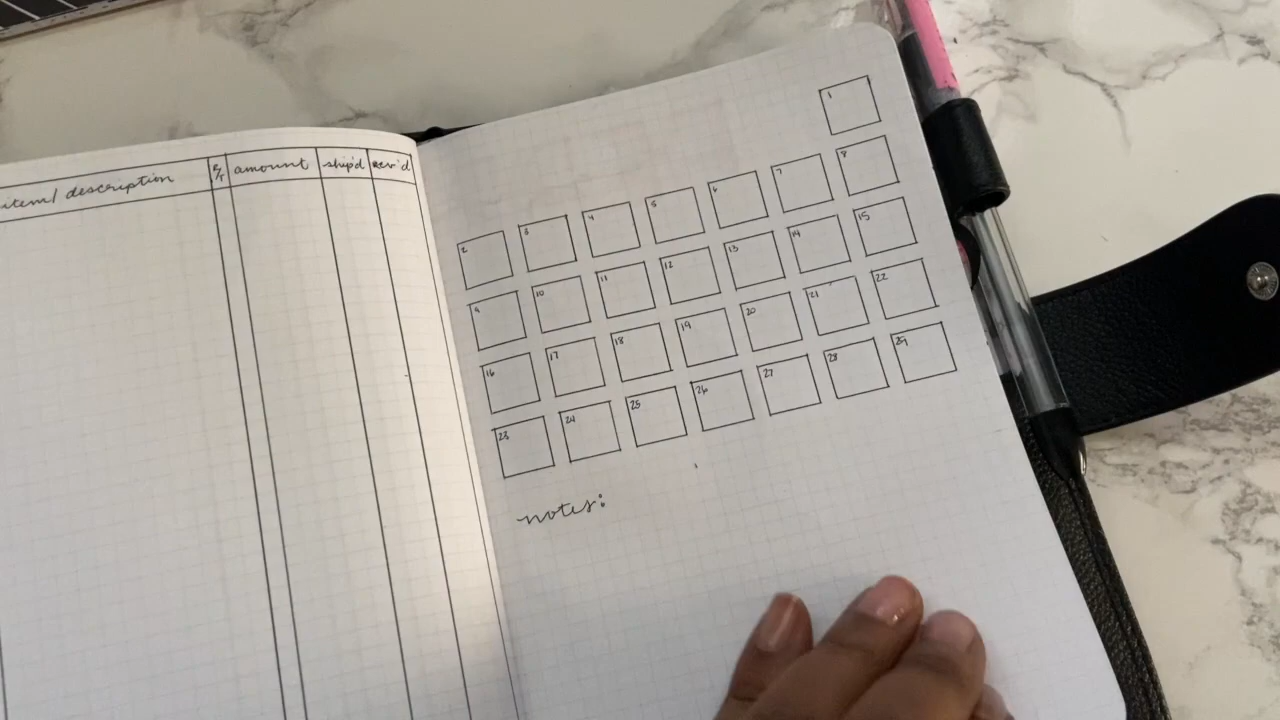 item/ description P/T amount ship'd recv'd
1
2 3 4 5 6 7 8
9 10 11 12 13 14 15
16 17 18 19 20 21 22
23 24 25 26 27 28 29
notes: